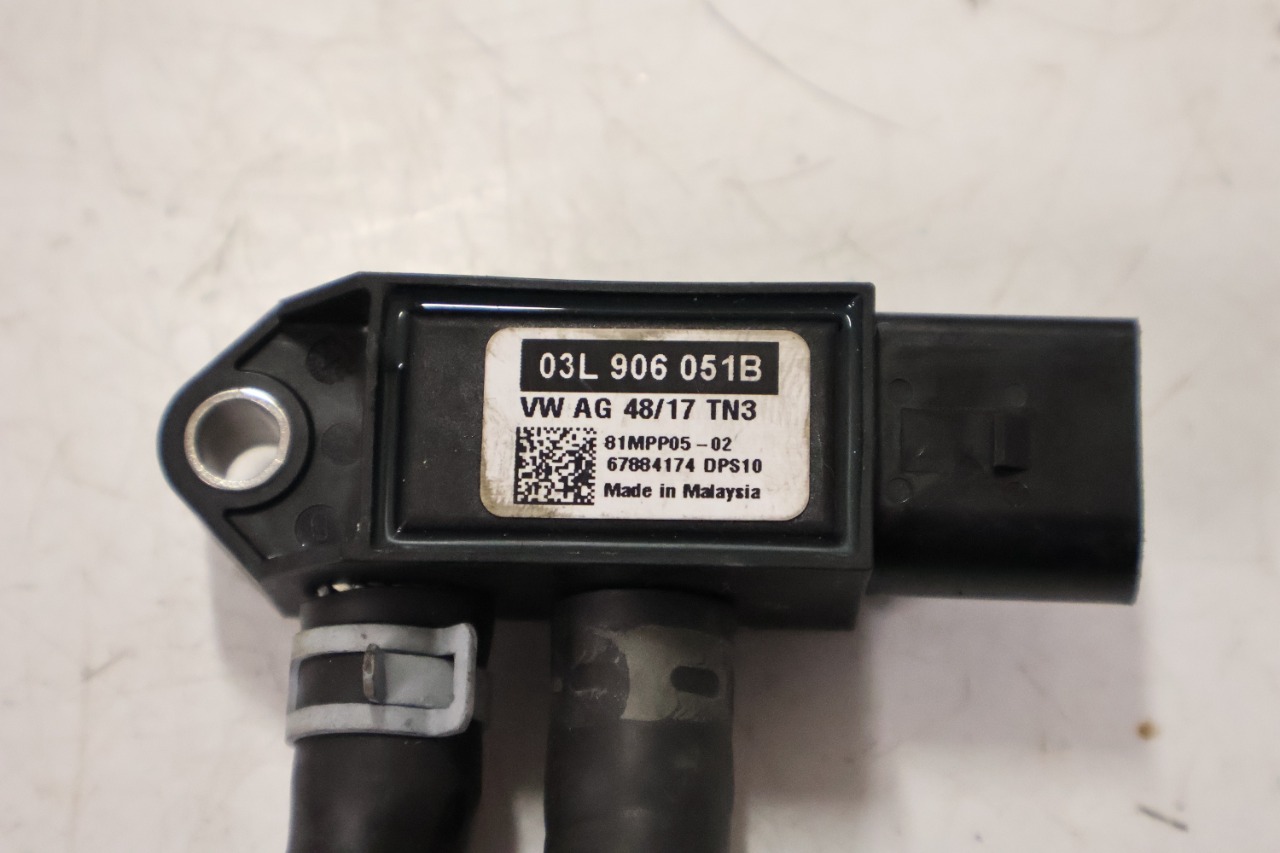 03L 906 051B
VW AG 48/17 TN3
81MPP05-02
67884174 DPS10
Made in Malaysia